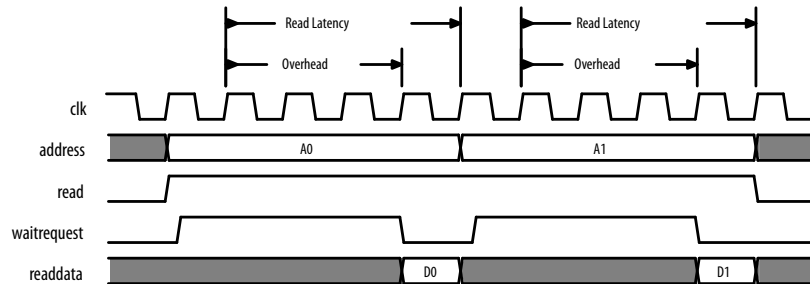 Read Latency Read Latency
Overhead Overhead
clk
address A0 A1
read
waitrequest
readdata D0 D1